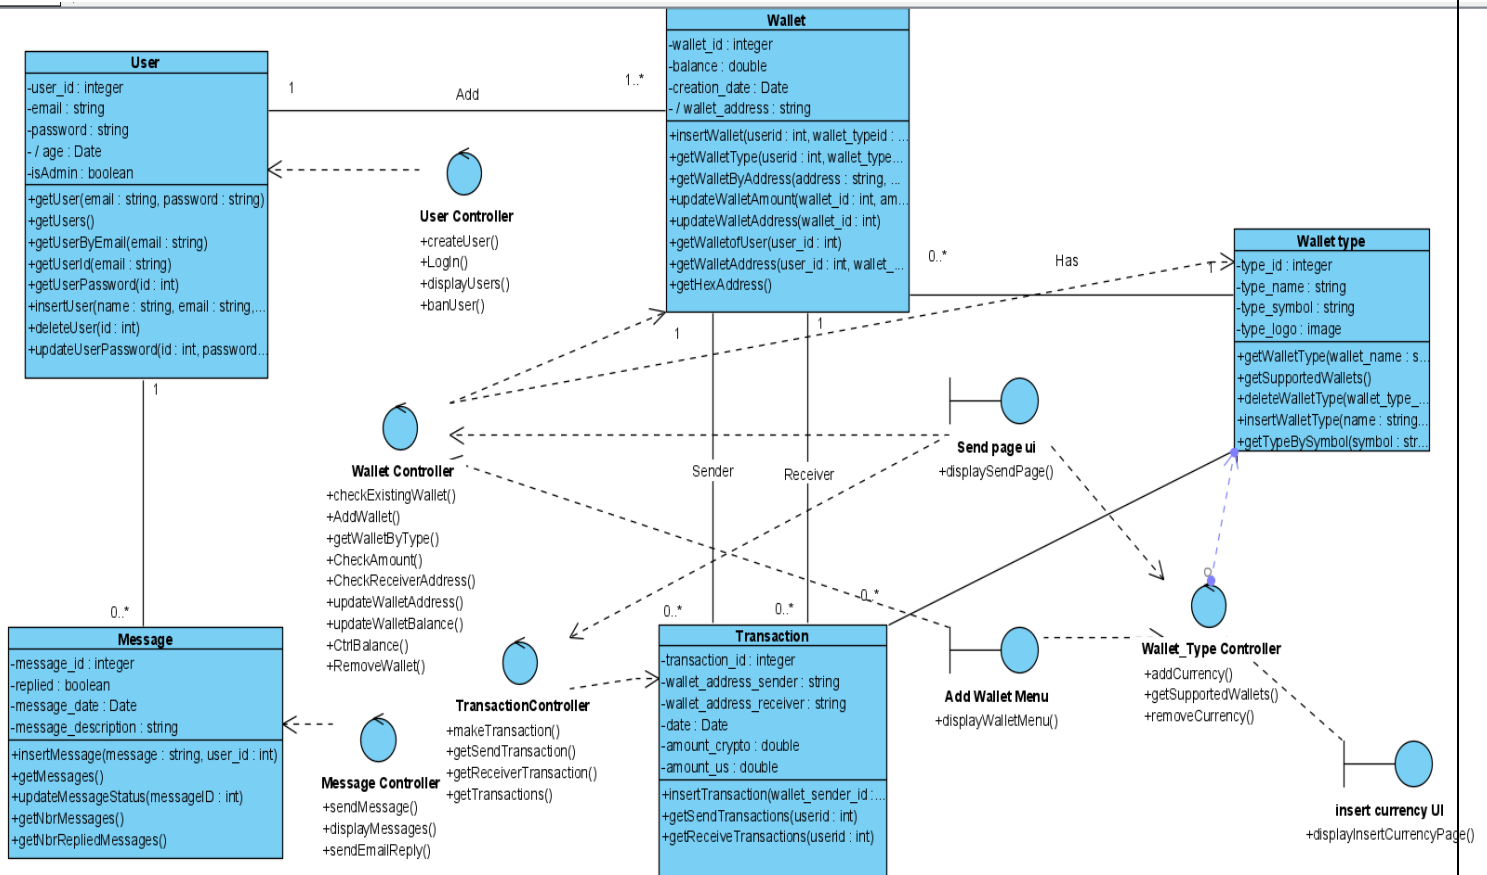 User
-user_id : integer
-email : string
-password : string
- / age : Date
-isAdmin : boolean
+getUser(email : string, password : string)
+getUsers()
+getUserByEmail(email : string)
+getUserId(email : string)
+getUserPassword(id : int)
+insertUser(name : string, email : string,...
+deleteUser(id : int)
+updateUserPassword(id : int, password...
1
Add
1..*
Wallet
-wallet_id : integer
-balance : double
-creation_date : Date
- / wallet_address : string
+insertWallet(userid : int, wallet_typeid : ...
+getWalletType(userid : int, wallet_type...
+getWalletByAddress(address : string, ...
+updateWalletAmount(wallet_id : int, am...
+updateWalletAddress(wallet_id : int)
+getWalletofUser(user_id : int)
+getWalletAddress(user_id : int, wallet_...
+getHexAddress()
User Controller
+createUser()
+LogIn()
+displayUsers()
+banUser()
0..*
Has
1
Wallet type
-type_id : integer
-type_name : string
-type_symbol : string
-type_logo : image
+getWalletType(wallet_name : s...
+getSupportedWallets()
+deleteWalletType(wallet_type_...
+insertWalletType(name : string...
+getTypeBySymbol(symbol : str...
1
1
1
Sender
Receiver
Wallet Controller
+checkExistingWallet()
+AddWallet()
+getWalletByType()
+CheckAmount()
+CheckReceiverAddress()
+updateWalletAddress()
+updateWalletBalance()
+CtrlBalance()
+RemoveWallet()
Send page ui
+displaySendPage()
0..*
0..*
0..*
0..*
Message
-message_id : integer
-replied : boolean
-message_date : Date
-message_description : string
+insertMessage(message : string, user_id : int)
+getMessages()
+updateMessageStatus(messageID : int)
+getNbrMessages()
+getNbrRepliedMessages()
Message Controller
+sendMessage()
+displayMessages()
+sendEmailReply()
TransactionController
+makeTransaction()
+getSendTransaction()
+getReceiverTransaction()
+getTransactions()
Transaction
-transaction_id : integer
-wallet_address_sender : string
-wallet_address_receiver : string
-date : Date
-amount_crypto : double
-amount_us : double
+insertTransaction(wallet_sender_id :...
+getSendTransactions(userid : int)
+getReceiveTransactions(userid : int)
Add Wallet Menu
+displayWalletMenu()
Wallet_Type Controller
+addCurrency()
+getSupportedWallets()
+removeCurrency()
insert currency UI
+displayInsertCurrencyPage()